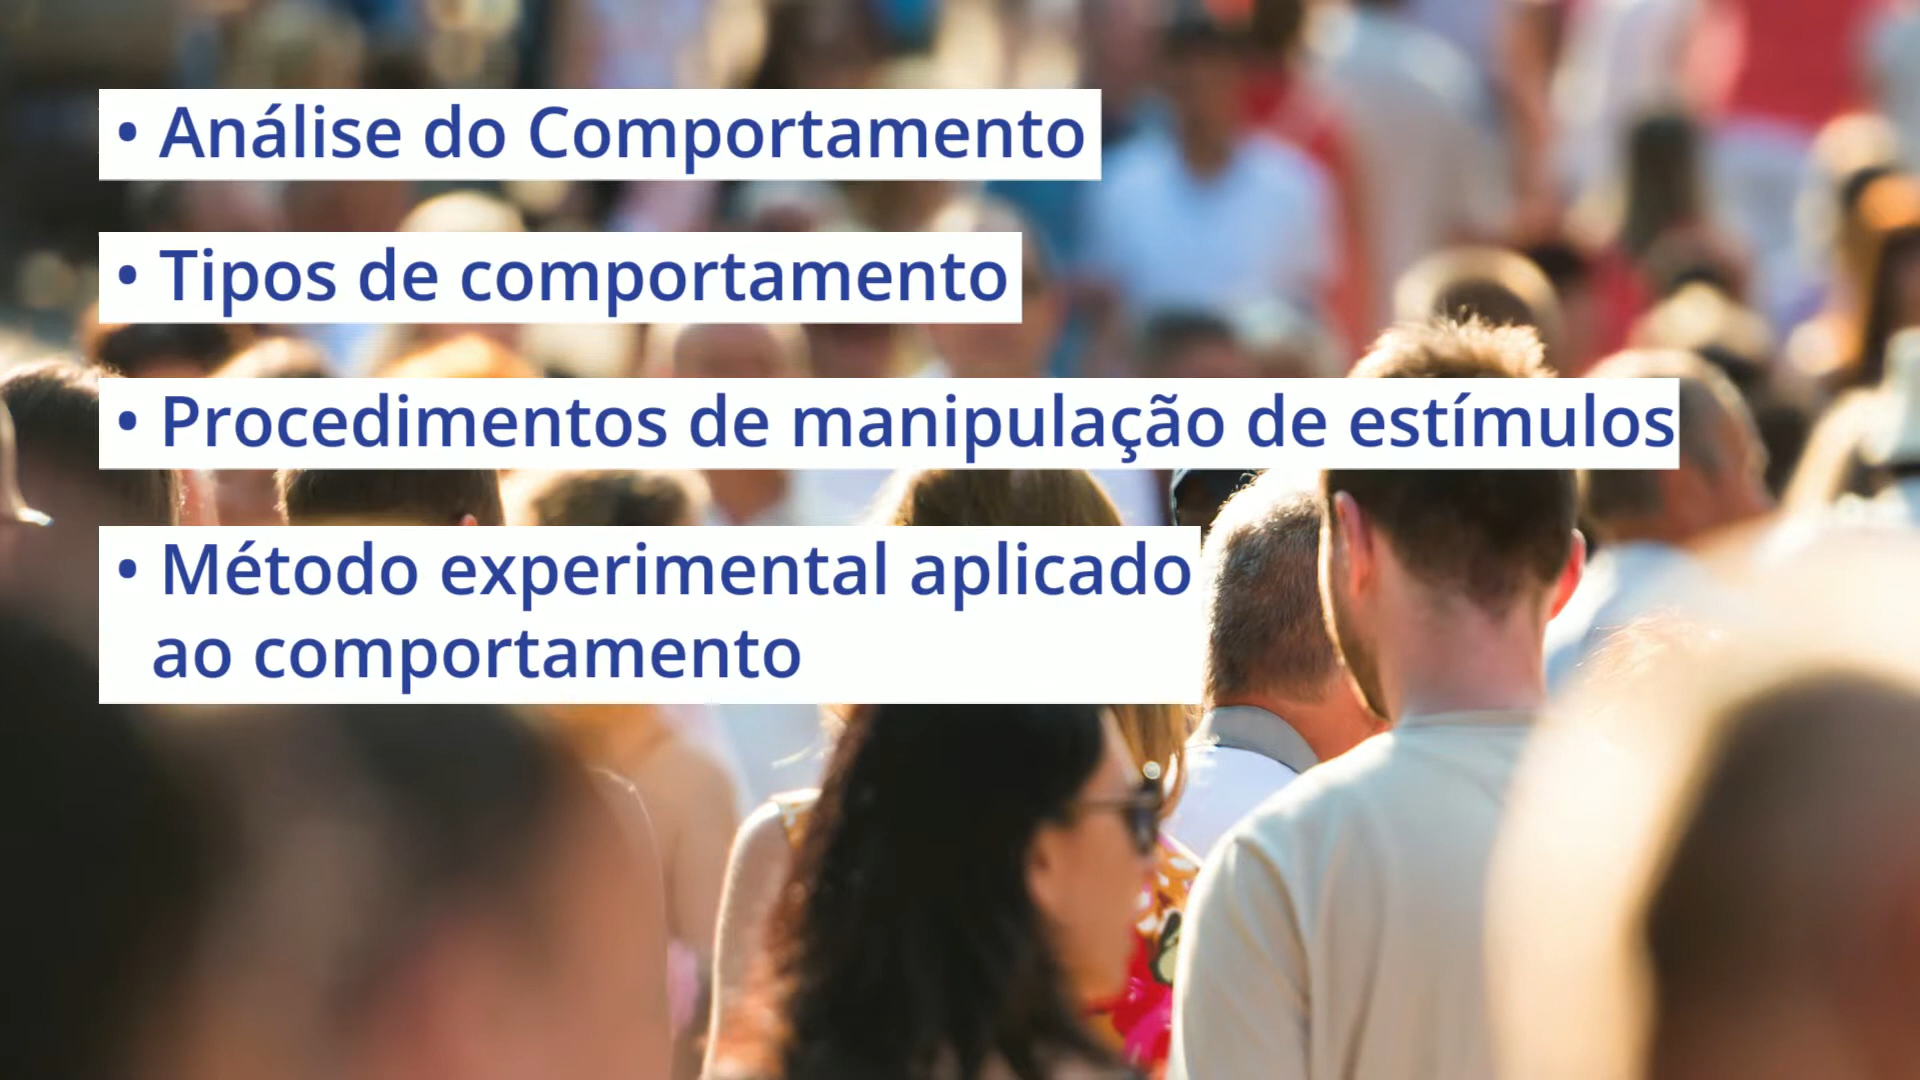 • Análise do Comportamento
• Tipos de comportamento
• Procedimentos de manipulação de estímulos
• Método experimental aplicado
ao comportamento